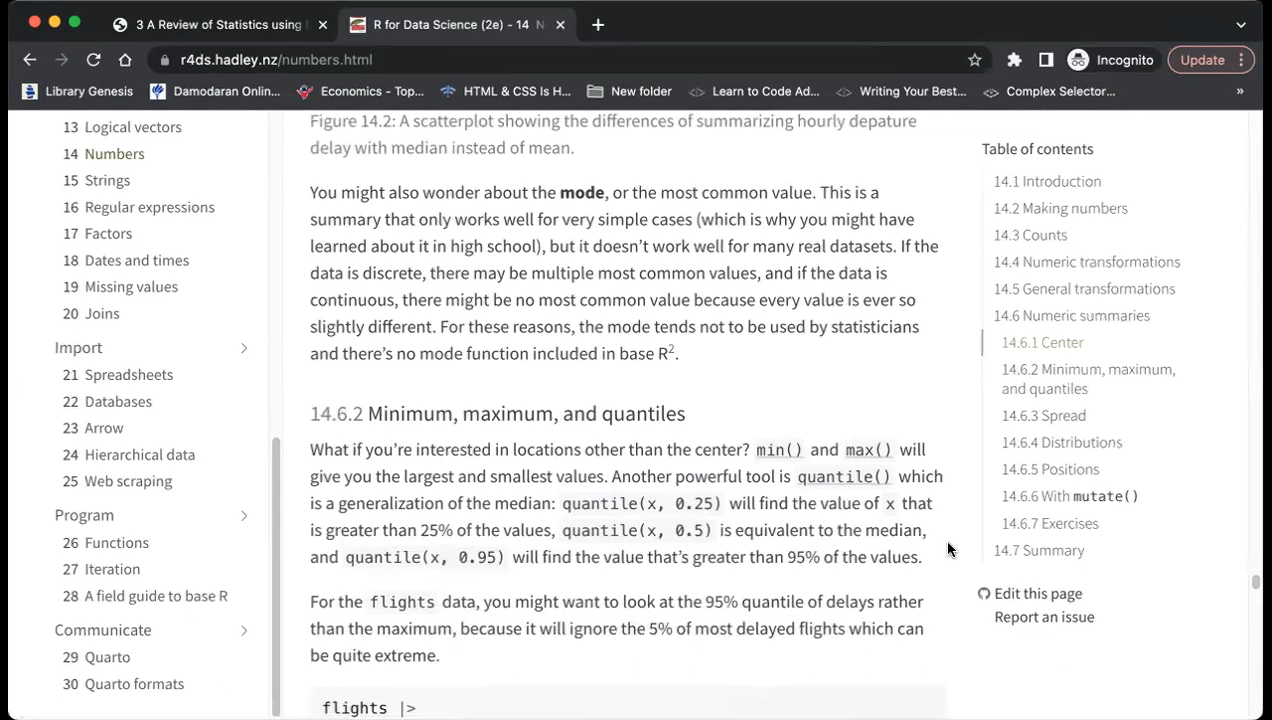 3 A Review of Statistics using
R for Data Science (2e) - 14 N
r4ds.hadley.nz/numbers.html
Incognito
Update
Library Genesis
Damodaran Onlin...
Economics - Top...
HTML & CSS Is H...
New folder
Learn to Code Ad...
Writing Your Best...
Complex Selector...
»
13 Logical vectors
14 Numbers
15 Strings
16 Regular expressions
17 Factors
18 Dates and times
19 Missing values
20 Joins
Import
21 Spreadsheets
22 Databases
23 Arrow
24 Hierarchical data
25 Web scraping
Program
26 Functions
27 Iteration
28 A field guide to base R
Communicate
29 Quarto
30 Quarto formats
Figure 14.2: A scatterplot showing the differences of summarizing hourly depature
delay with median instead of mean.
You might also wonder about the mode, or the most common value. This is a
summary that only works well for very simple cases (which is why you might have
learned about it in high school), but it doesn't work well for many real datasets. If the
data is discrete, there may be multiple most common values, and if the data is
continuous, there might be no most common value because every value is ever so
slightly different. For these reasons, the mode tends not to be used by statisticians
and there's no mode function included in base R².
14.6.2 Minimum, maximum, and quantiles
What if you're interested in locations other than the center? min() and max() will
give you the largest and smallest values. Another powerful tool is quantile() which
is a generalization of the median: quantile(x, 0.25) will find the value of x that
is greater than 25% of the values, quantile(x, 0.5) is equivalent to the median,
and quantile(x, 0.95) will find the value that's greater than 95% of the values.
For the flights data, you might want to look at the 95% quantile of delays rather
than the maximum, because it will ignore the 5% of most delayed flights which can
be quite extreme.
flights |>
Table of contents
14.1 Introduction
14.2 Making numbers
14.3 Counts
14.4 Numeric transformations
14.5 General transformations
14.6 Numeric summaries
14.6.1 Center
14.6.2 Minimum, maximum,
and quantiles
14.6.3 Spread
14.6.4 Distributions
14.6.5 Positions
14.6.6 With mutate()
14.6.7 Exercises
14.7 Summary
Edit this page
Report an issue